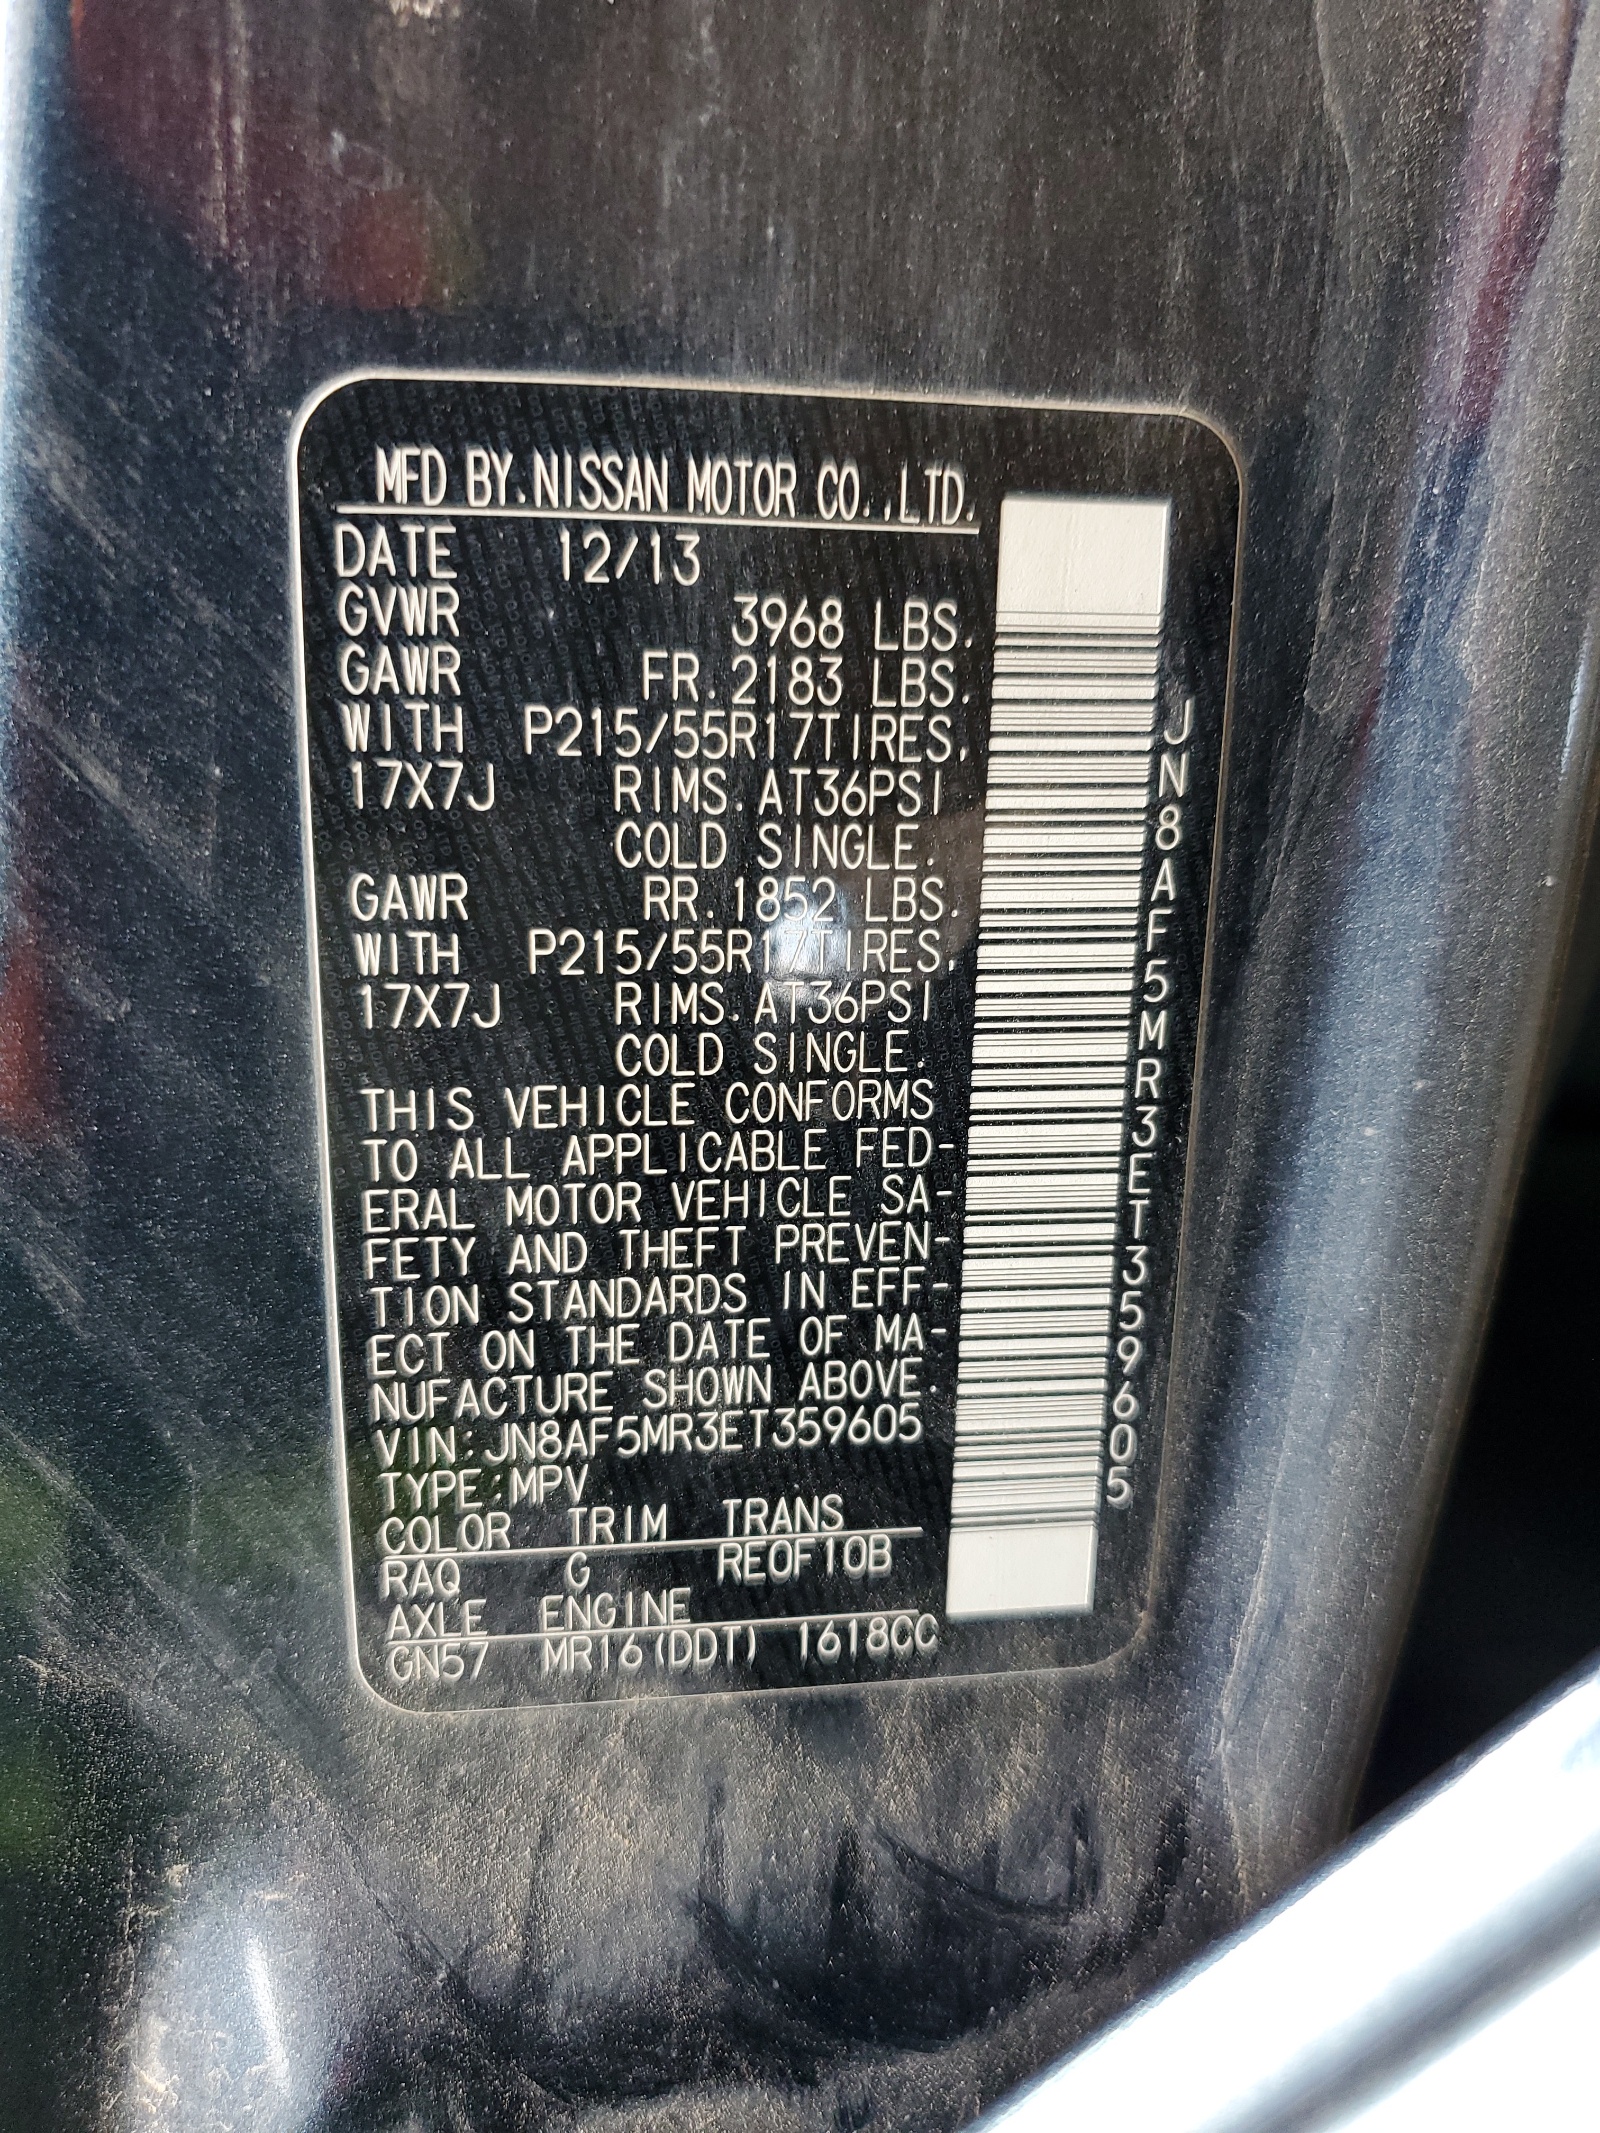 MFD BY.NISSAN MOTOR CO.,LTD.
DATE 12/13
GVWR 3968 LBS.
GAWR FR.2183 LBS.
WITH P215/55R17TIRES,
17X7J RIMS.AT36PSI
COLD SINGLE.
GAWR RR.1852 LBS.
WITH P215/55R17TIRES,
17X7J RIMS.AT36PSI
COLD SINGLE.
THIS VEHICLE CONFORMS
TO ALL APPLICABLE FED-
ERAL MOTOR VEHICLE SA-
FETY AND THEFT PREVEN-
TION STANDARDS IN EFF-
ECT ON THE DATE OF MA-
NUFACTURE SHOWN ABOVE.
VIN:JN8AF5MR3ET359605
TYPE:MPV
COLOR TRIM TRANS
RAQ G RE0F10B
AXLE ENGINE
GN57 MR16(DDT) 1618CC
JN8AF5MR3ET359605